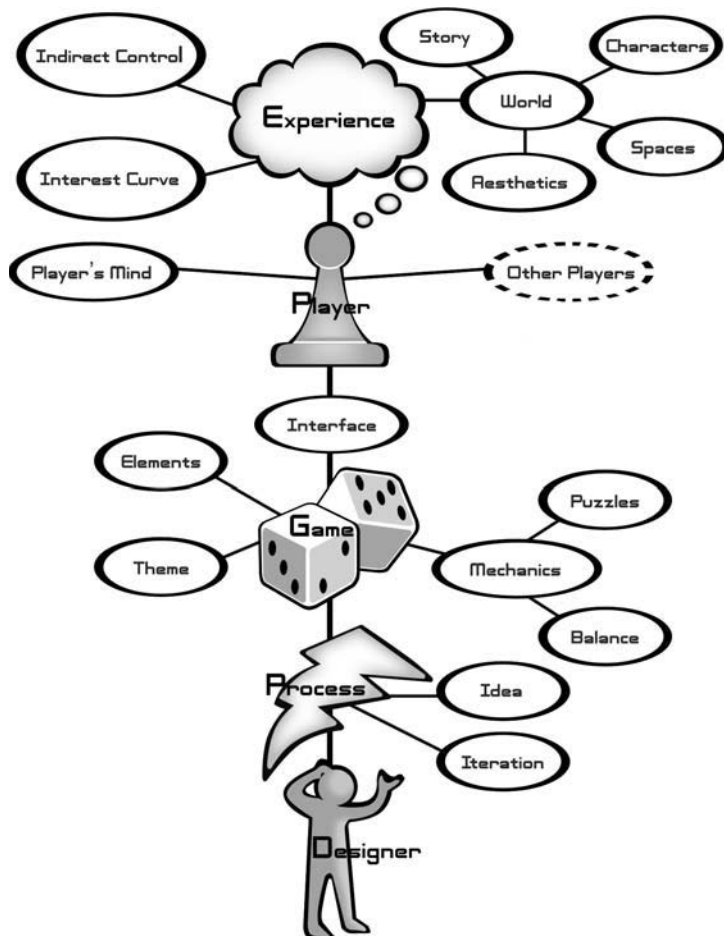 Story
Characters
Indirect Control
World
Experience
Spaces
Interest Curve
Aesthetics
Player's Mind
Other Players
Player
Interface
Elements
Puzzles
Game
Theme
Mechanics
Balance
Process
Idea
Iteration
Designer